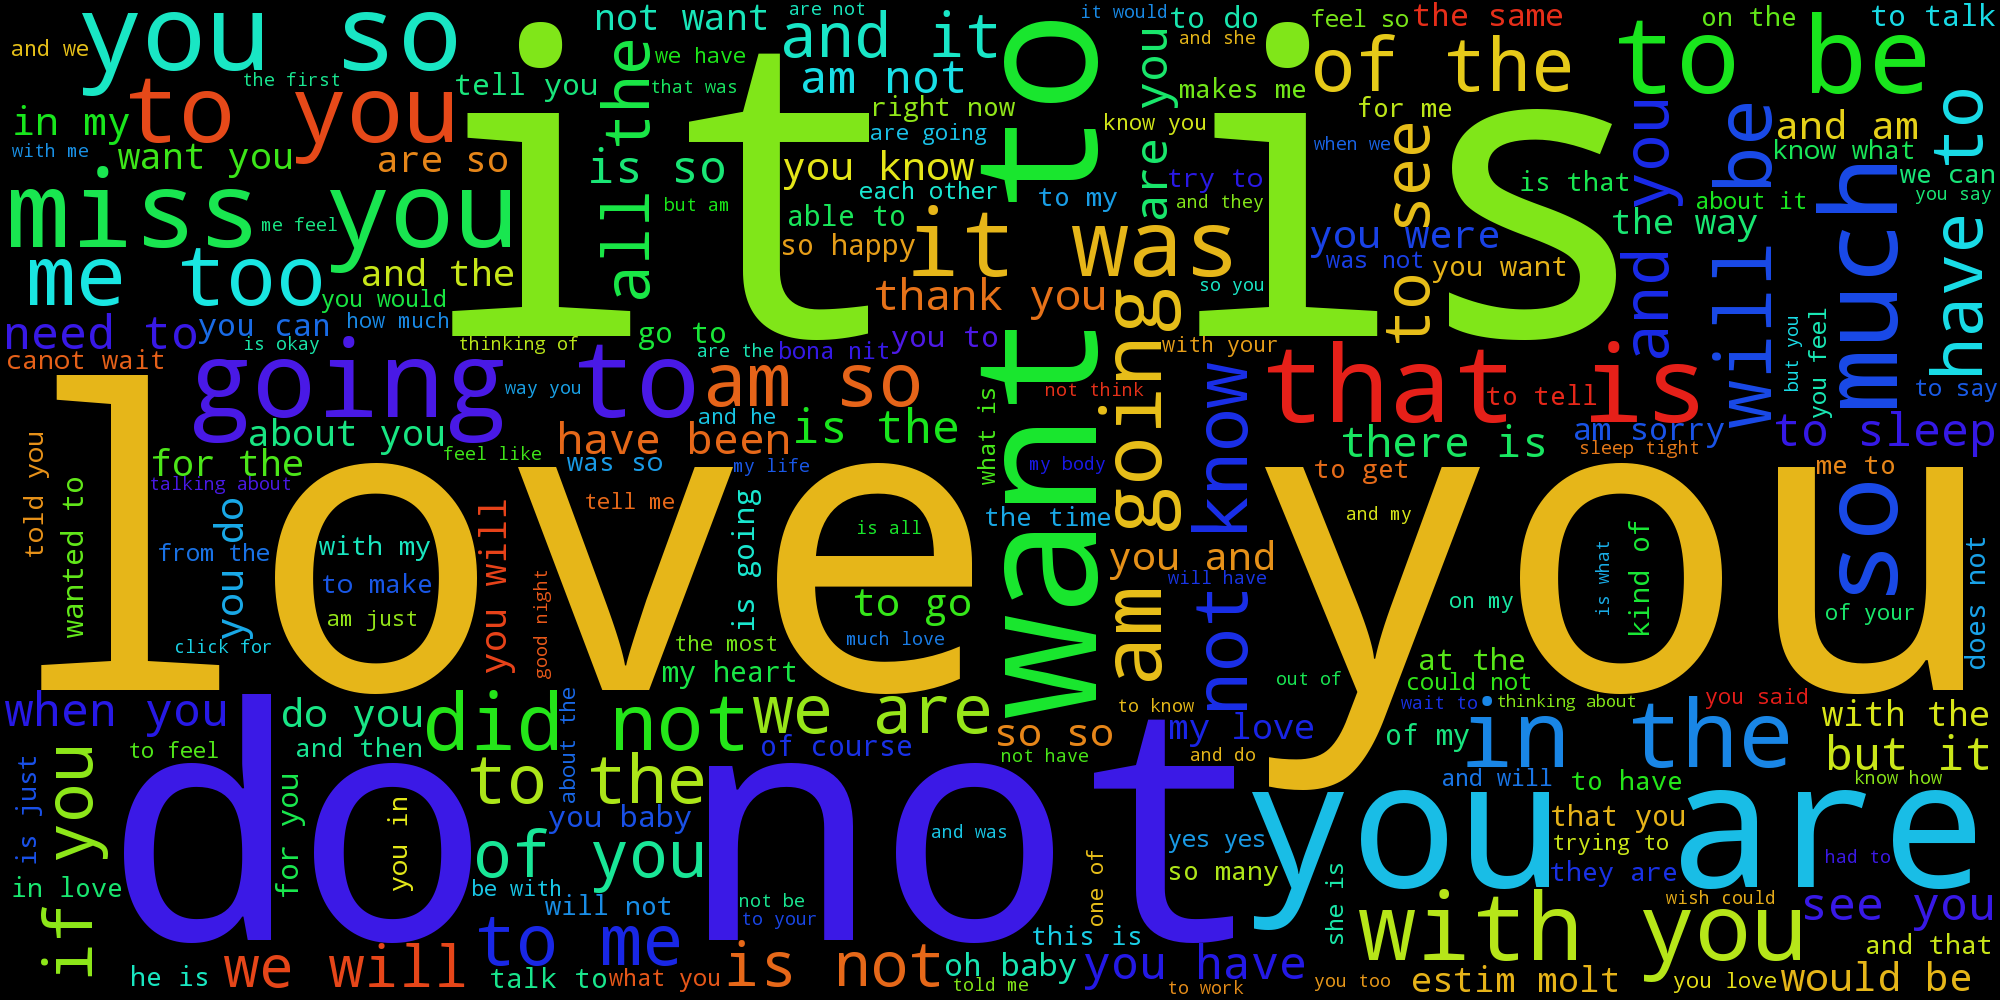 and we
you so
not want
are not
and it
it would
to do
and she
feel so
the same
on the
to talk
the first
to you
tell you
all the
we have
that was
am not
it is
want to
are you
makes me
of the
to be
in my
right now
are going
know you
for me
to see
when we
and you
will be
and am
have to
know what
with me
want you
are so
is so
you know
each other
to my
try to
and they
is that
we can
you say
so much
miss you
me feel
but am
able to
so happy
it was
about it
the way
you were
was not
you want
me too
and the
you would
thank you
so you
am going
need to
you can
how much
is okay
thinking of
go to
are the
bona nit
you to
with your
but you
you feel
canot wait
going to
am so
way you
not think
not know
that is
to tell
to say
love you
about you
feel like
have been
and he
is the
what is
there is
am sorry
sleep tight
to sleep
told you
for the
talking about
was so
my life
my body
to get
me to
wanted to
you do
you will
tell me
is going
the time
and my
from the
with my
is all
you and
is what
kind of
does not
to make
good night
will have
on my
am just
to go
of your
click for
the most
much love
my heart
at the
could not
out of
when you
do you
did not
we are
to know
wait to
thinking about
you said
to feel
and then
about the
of course
so so
not have
my love
and do
of my
in the
with the
but it
is just
if you
do not
for you
you in
to the
you baby
and was
yes yes
you are
and will
to have
know how
that you
trying to
they are
had to
in love
of you
be with
will not
not be
to your
one of
so many
she is
wish could
see you
he is
we will
to me
talk to
what you
is not
this is
oh baby
told me
you have
to work
with you
you too
estim molt
and that
you love
would be